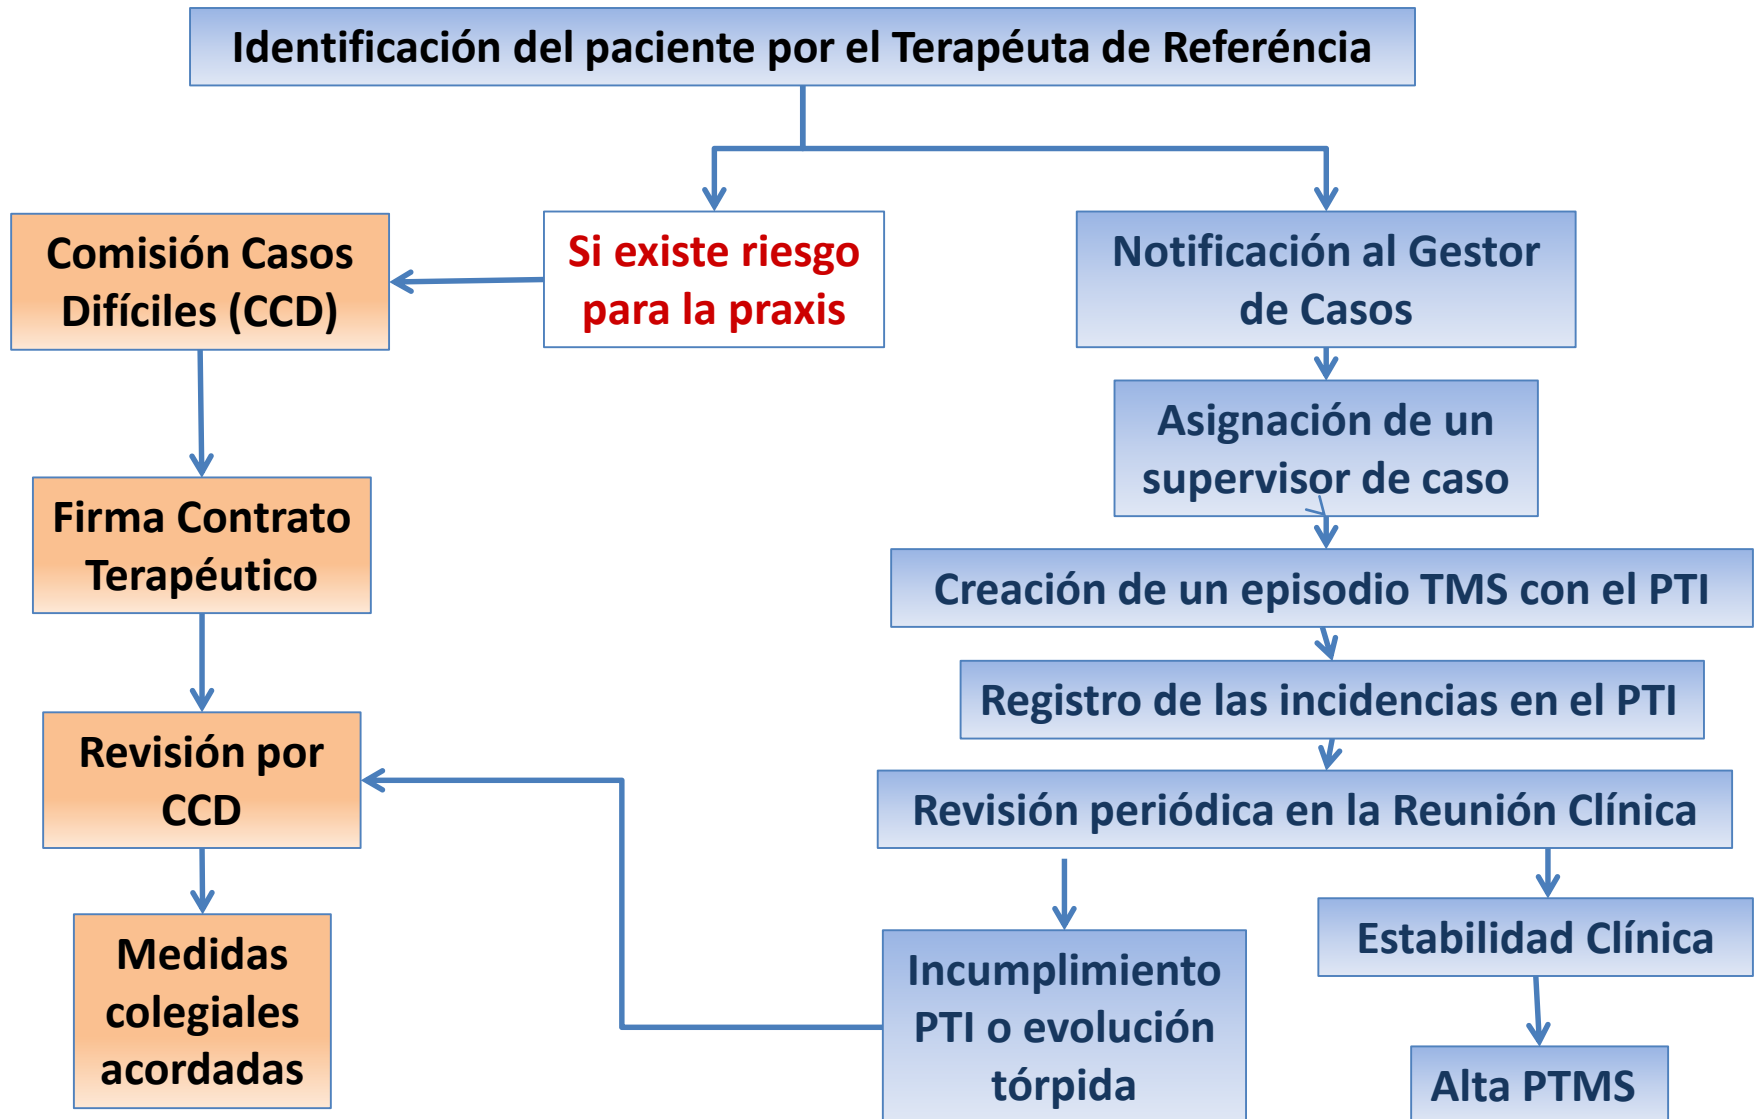 Identificación del paciente por el Terapéuta de Referéncia
Comisión Casos
Difíciles (CCD)
Si existe riesgo
para la praxis
Notificación al Gestor
de Casos
Asignación de un
supervisor de caso
Firma Contrato
Terapéutico
Creación de un episodio TMS con el PTI
Registro de las incidencias en el PTI
Revisión por
CCD
Revisión periódica en la Reunión Clínica
Medidas
colegiales
acordadas
Incumplimiento
PTI o evolución
tórpida
Estabilidad Clínica
Alta PTMS